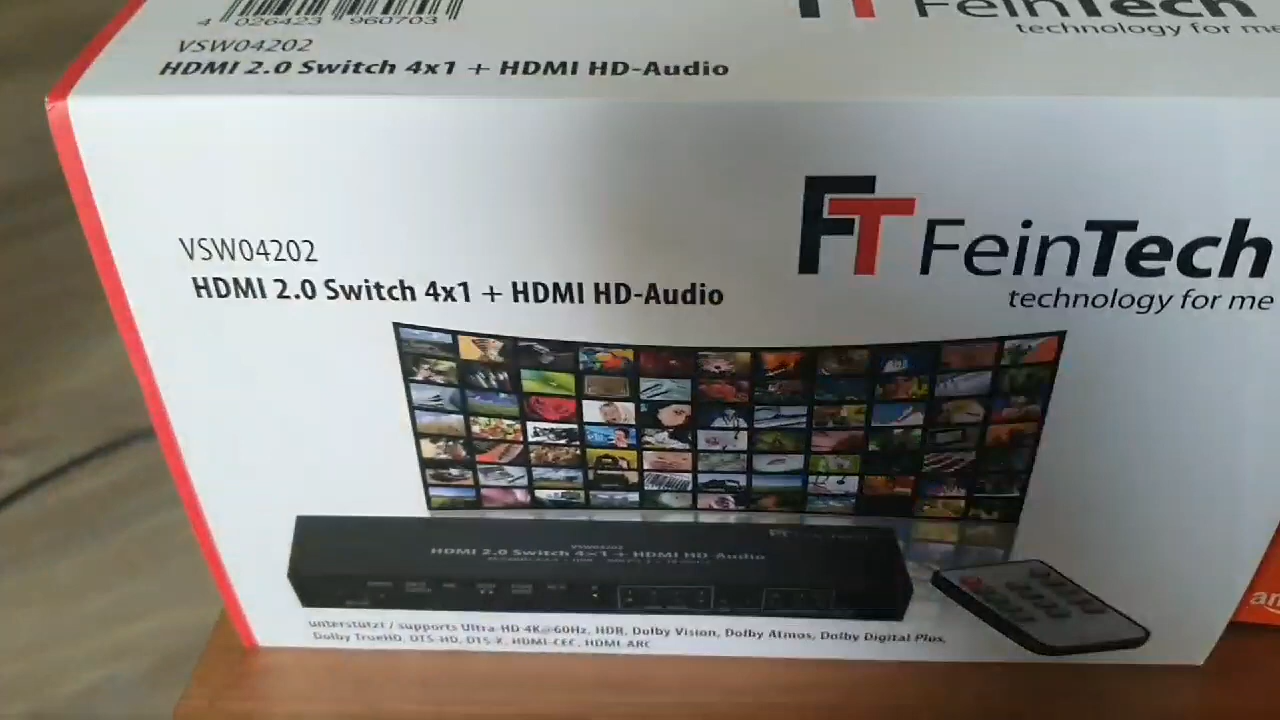 4 026423 960703
FeinTech
technology for me
VSW04202
HDMI 2.0 Switch 4x1 + HDMI HD-Audio
FT FeinTech
technology for me
VSW04202
HDMI 2.0 Switch 4x1 + HDMI HD-Audio
VSW04202
HDMI 2.0 Switch 4x1 + HDMI HD-Audio
unterstützt / supports Ultra-HD 4K@60Hz, HDR, Dolby Vision, Dolby Atmos, Dolby Digital Plus,
Dolby TrueHD, DTS-HD, DTS-X, HDMI-CEC, HDMI-ARC